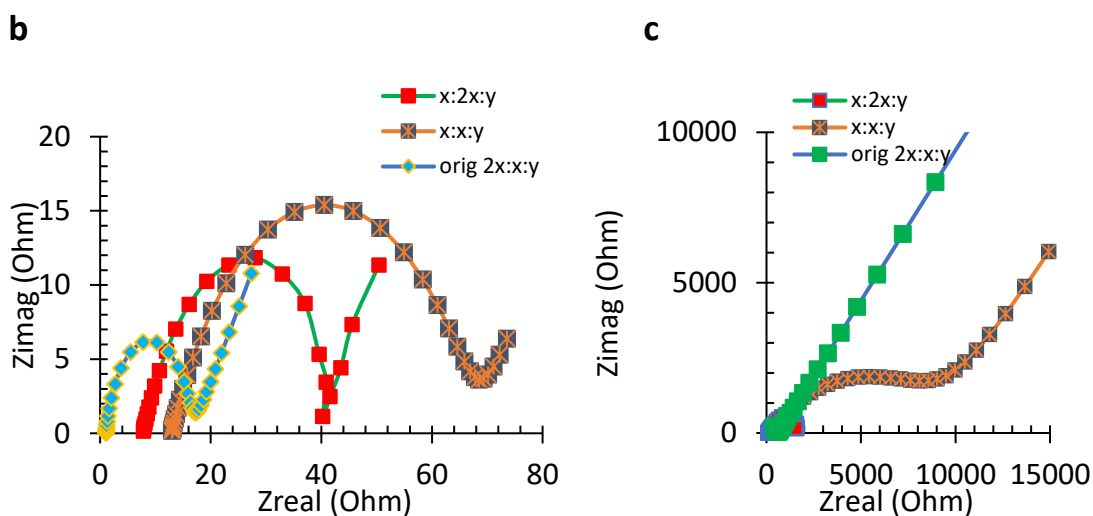 b
x:2x:y
x:x:y
orig 2x:x:y
20
15
10
5
0
0 20 40 60 80
Zimag (Ohm)
Zreal (Ohm)
c
x:2x:y
x:x:y
orig 2x:x:y
10000
5000
0
0 5000 10000 15000
Zimag (Ohm)
Zreal (Ohm)